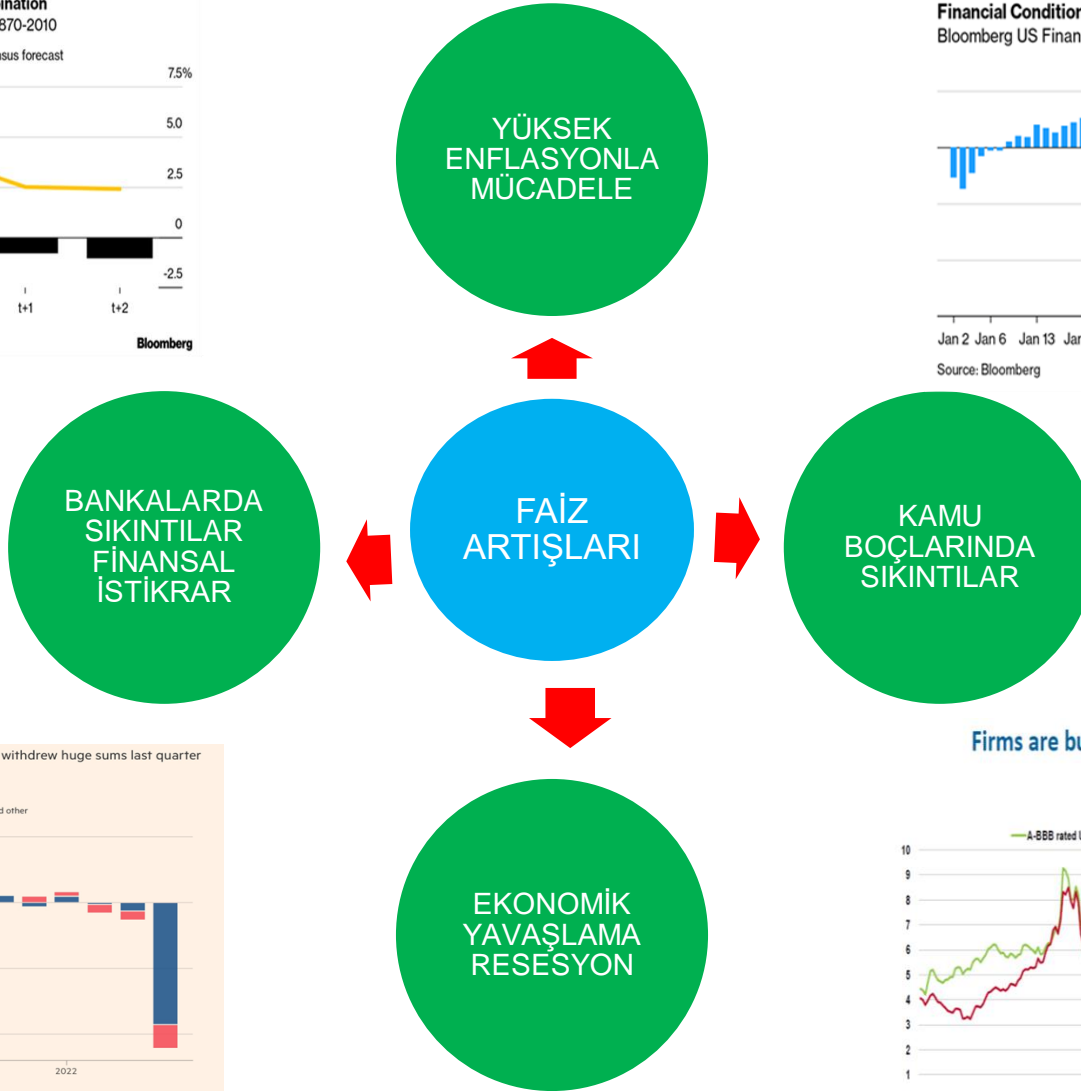 870-2010
sus forecast
7.5%
5.0
2.5
0
-2.5
t+1
t+2
Bloomberg
YÜKSEK
ENFLASYONLA
MÜCADELE
Financial Condition
Bloomberg US Finan
Jan 2 Jan 6 Jan 13 Jan
Source: Bloomberg
BANKALARDA
SIKINTILAR
FİNANSAL
İSTİKRAR
FAİZ
ARTIŞLARI
KAMU
BOÇLARINDA
SIKINTILAR
withdrew huge sums last quarter
d other
2022
EKONOMİK
YAVAŞLAMA
RESESYON
Firms are bu
A-BBB rated U
10
9
8
7
6
5
4
3
2
1